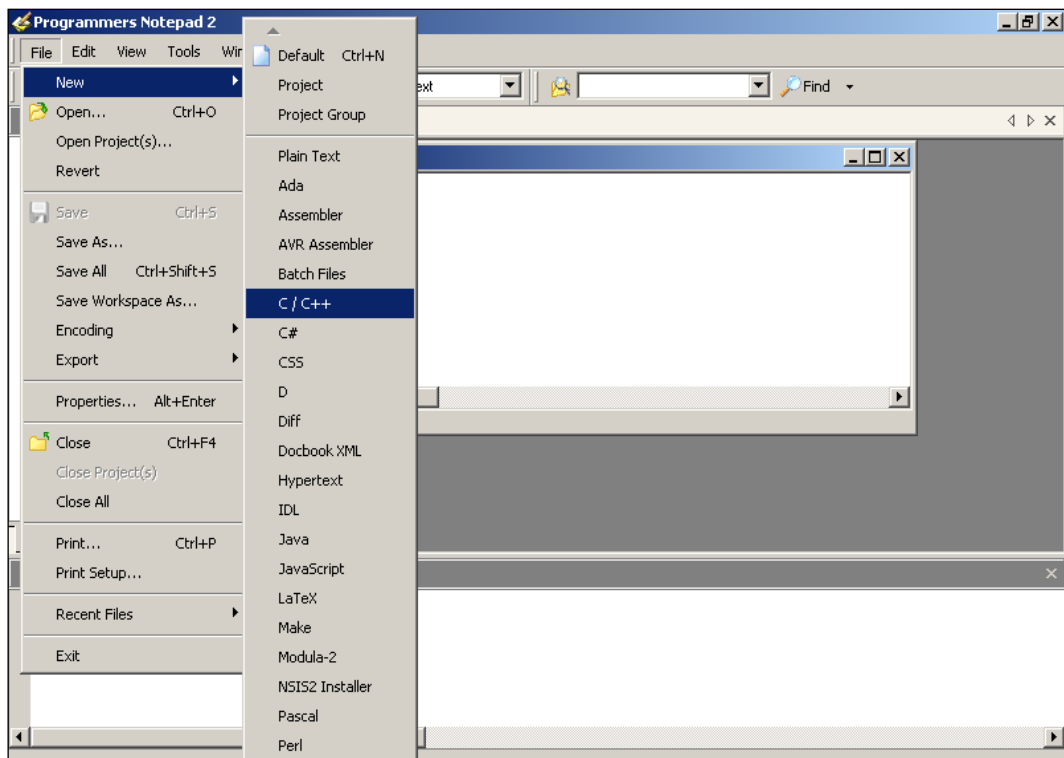 Programmers Notepad 2
File Edit View Tools
Find
New
Open... Ctrl+O
Open Project(s)...
Revert
Save Ctrl+S
Save As...
Save All Ctrl+Shift+S
Save Workspace As...
Encoding
Export
Properties... Alt+Enter
Close Ctrl+F4
Close Project(s)
Close All
Print... Ctrl+P
Print Setup...
Recent Files
Exit
Default Ctrl+N
Project
Project Group
Plain Text
Ada
Assembler
AVR Assembler
Batch Files
C / C++
C#
CSS
D
Diff
Docbook XML
Hypertext
IDL
Java
JavaScript
LaTeX
Make
Modula-2
NSIS2 Installer
Pascal
Perl